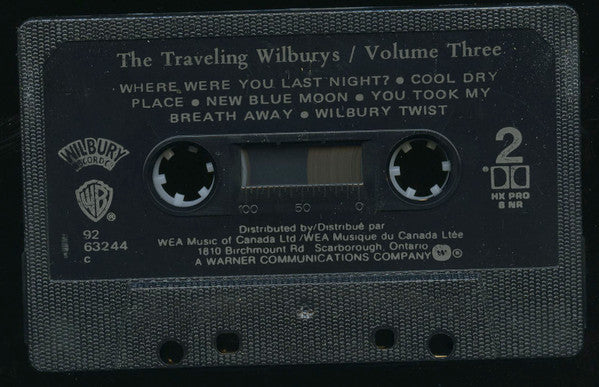 The Traveling Wilburys / Volume Three
WHERE WERE YOU LAST NIGHT? • COOL DRY
PLACE • NEW BLUE MOON • YOU TOOK MY
BREATH AWAY • WILBURY TWIST
WILBURY
RECORDS
WB
®
92
63244
c
2
HX PRO
B NR
100 50 0
Distributed by/Distribué par
WEA Music of Canada Ltd/WEA Musique du Canada Ltée
1810 Birchmount Rd Scarborough, Ontario
A WARNER COMMUNICATIONS COMPANY
®